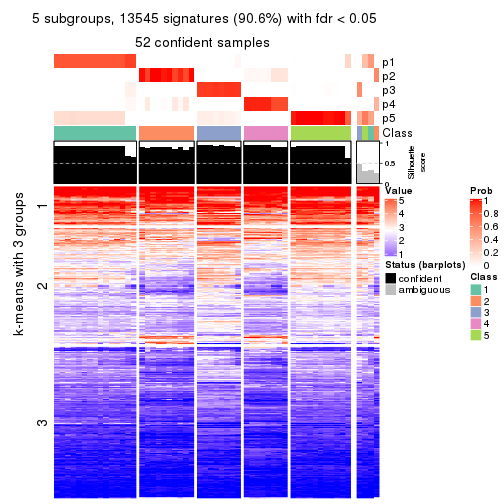 5 subgroups, 13545 signatures (90.6%) with fdr < 0.05
52 confident samples
p1
p2
p3
p4
p5
Class
1
0.5
0
Silhouette
score
k-means with 3 groups
1
2
3
Value
5
4
3
2
1
Status (barplots)
confident
ambiguous
Prob
1
0.8
0.6
0.4
0.2
0
Class
1
2
3
4
5